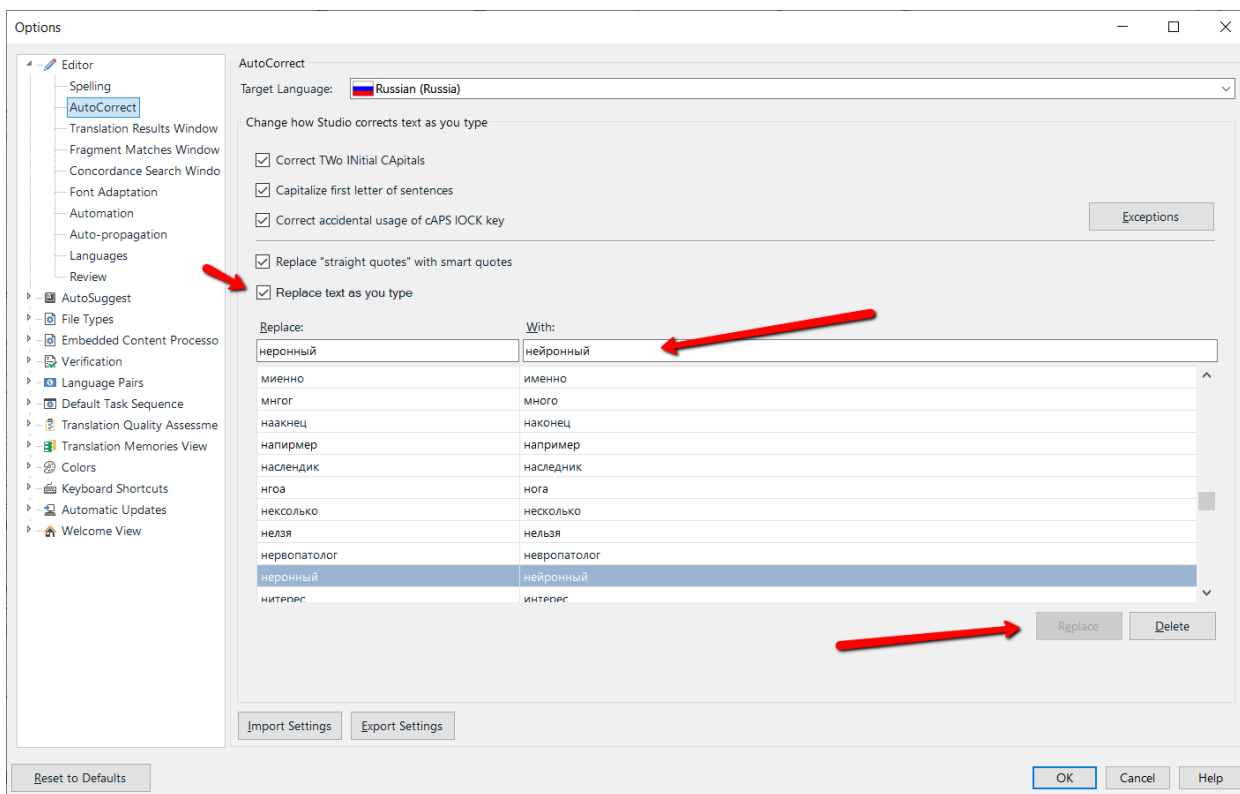 Options
Editor
Spelling
AutoCorrect
Translation Results Window
Fragment Matches Window
Concordance Search Windo
Font Adaptation
Automation
Auto-propagation
Languages
Review
AutoSuggest
File Types
Embedded Content Processo
Verification
Language Pairs
Default Task Sequence
Translation Quality Assessme
Translation Memories View
Colors
Keyboard Shortcuts
Automatic Updates
Welcome View
AutoCorrect
Target Language: Russian (Russia)
Change how Studio corrects text as you type
Correct TWo INitial CApitals
Capitalize first letter of sentences
Correct accidental usage of cAPS lOCK key
Exceptions
Replace "straight quotes" with smart quotes
Replace text as you type
Replace: With:
неронный нейронный
миенно именно
мнгог много
наакнец наконец
напирмер например
наслендик наследник
нгоа нога
нексолько несколько
нелзя нельзя
нервопатолог невропатолог
неронный нейронный
нитерес интерес
Replace Delete
Import Settings Export Settings
Reset to Defaults OK Cancel Help